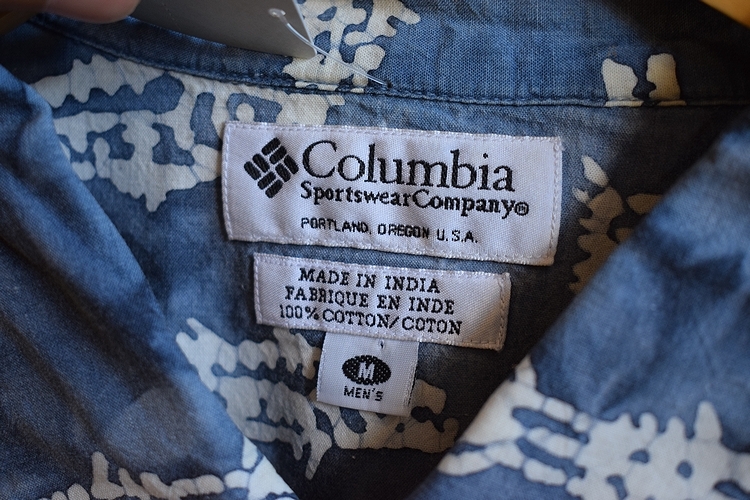 Columbia
SportswearCompany®
PORTLAND, OREGON U.S.A.
MADE IN INDIA
FABRIQUE EN INDE
100% COTTON/COTON
M
MEN'S